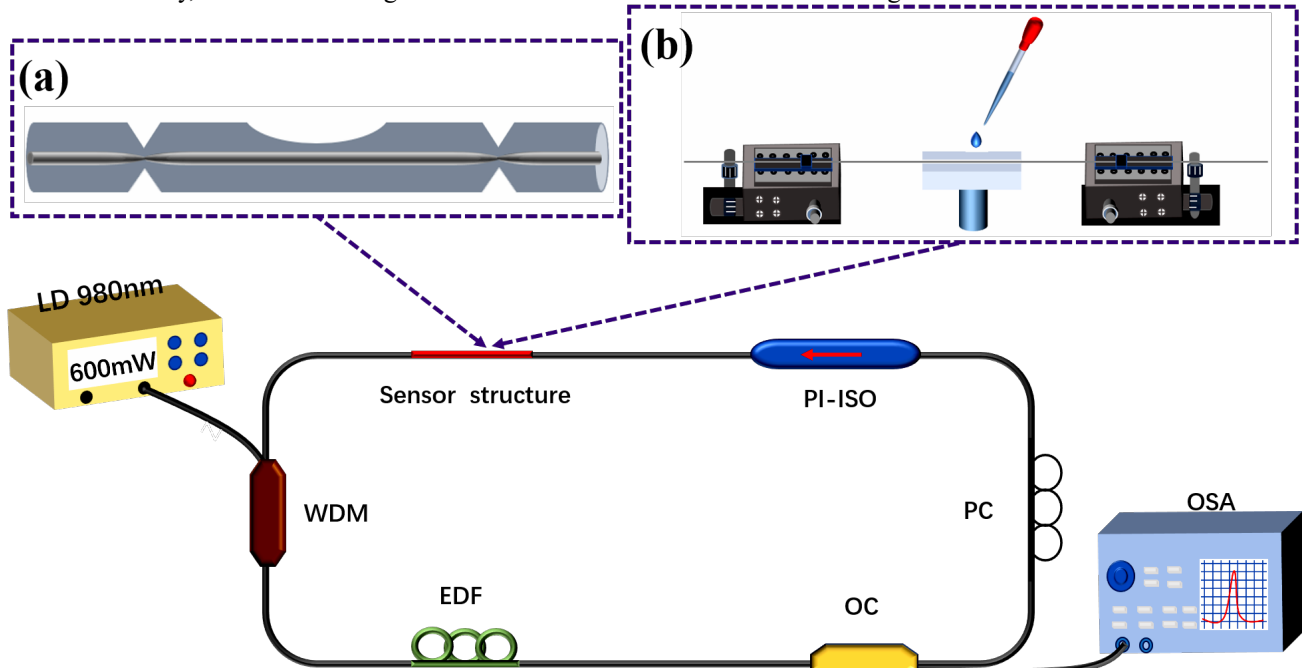 (a)
(b)
LD 980nm
600mW
Sensor structure
PI-ISO
WDM
PC
OSA
EDF
OC